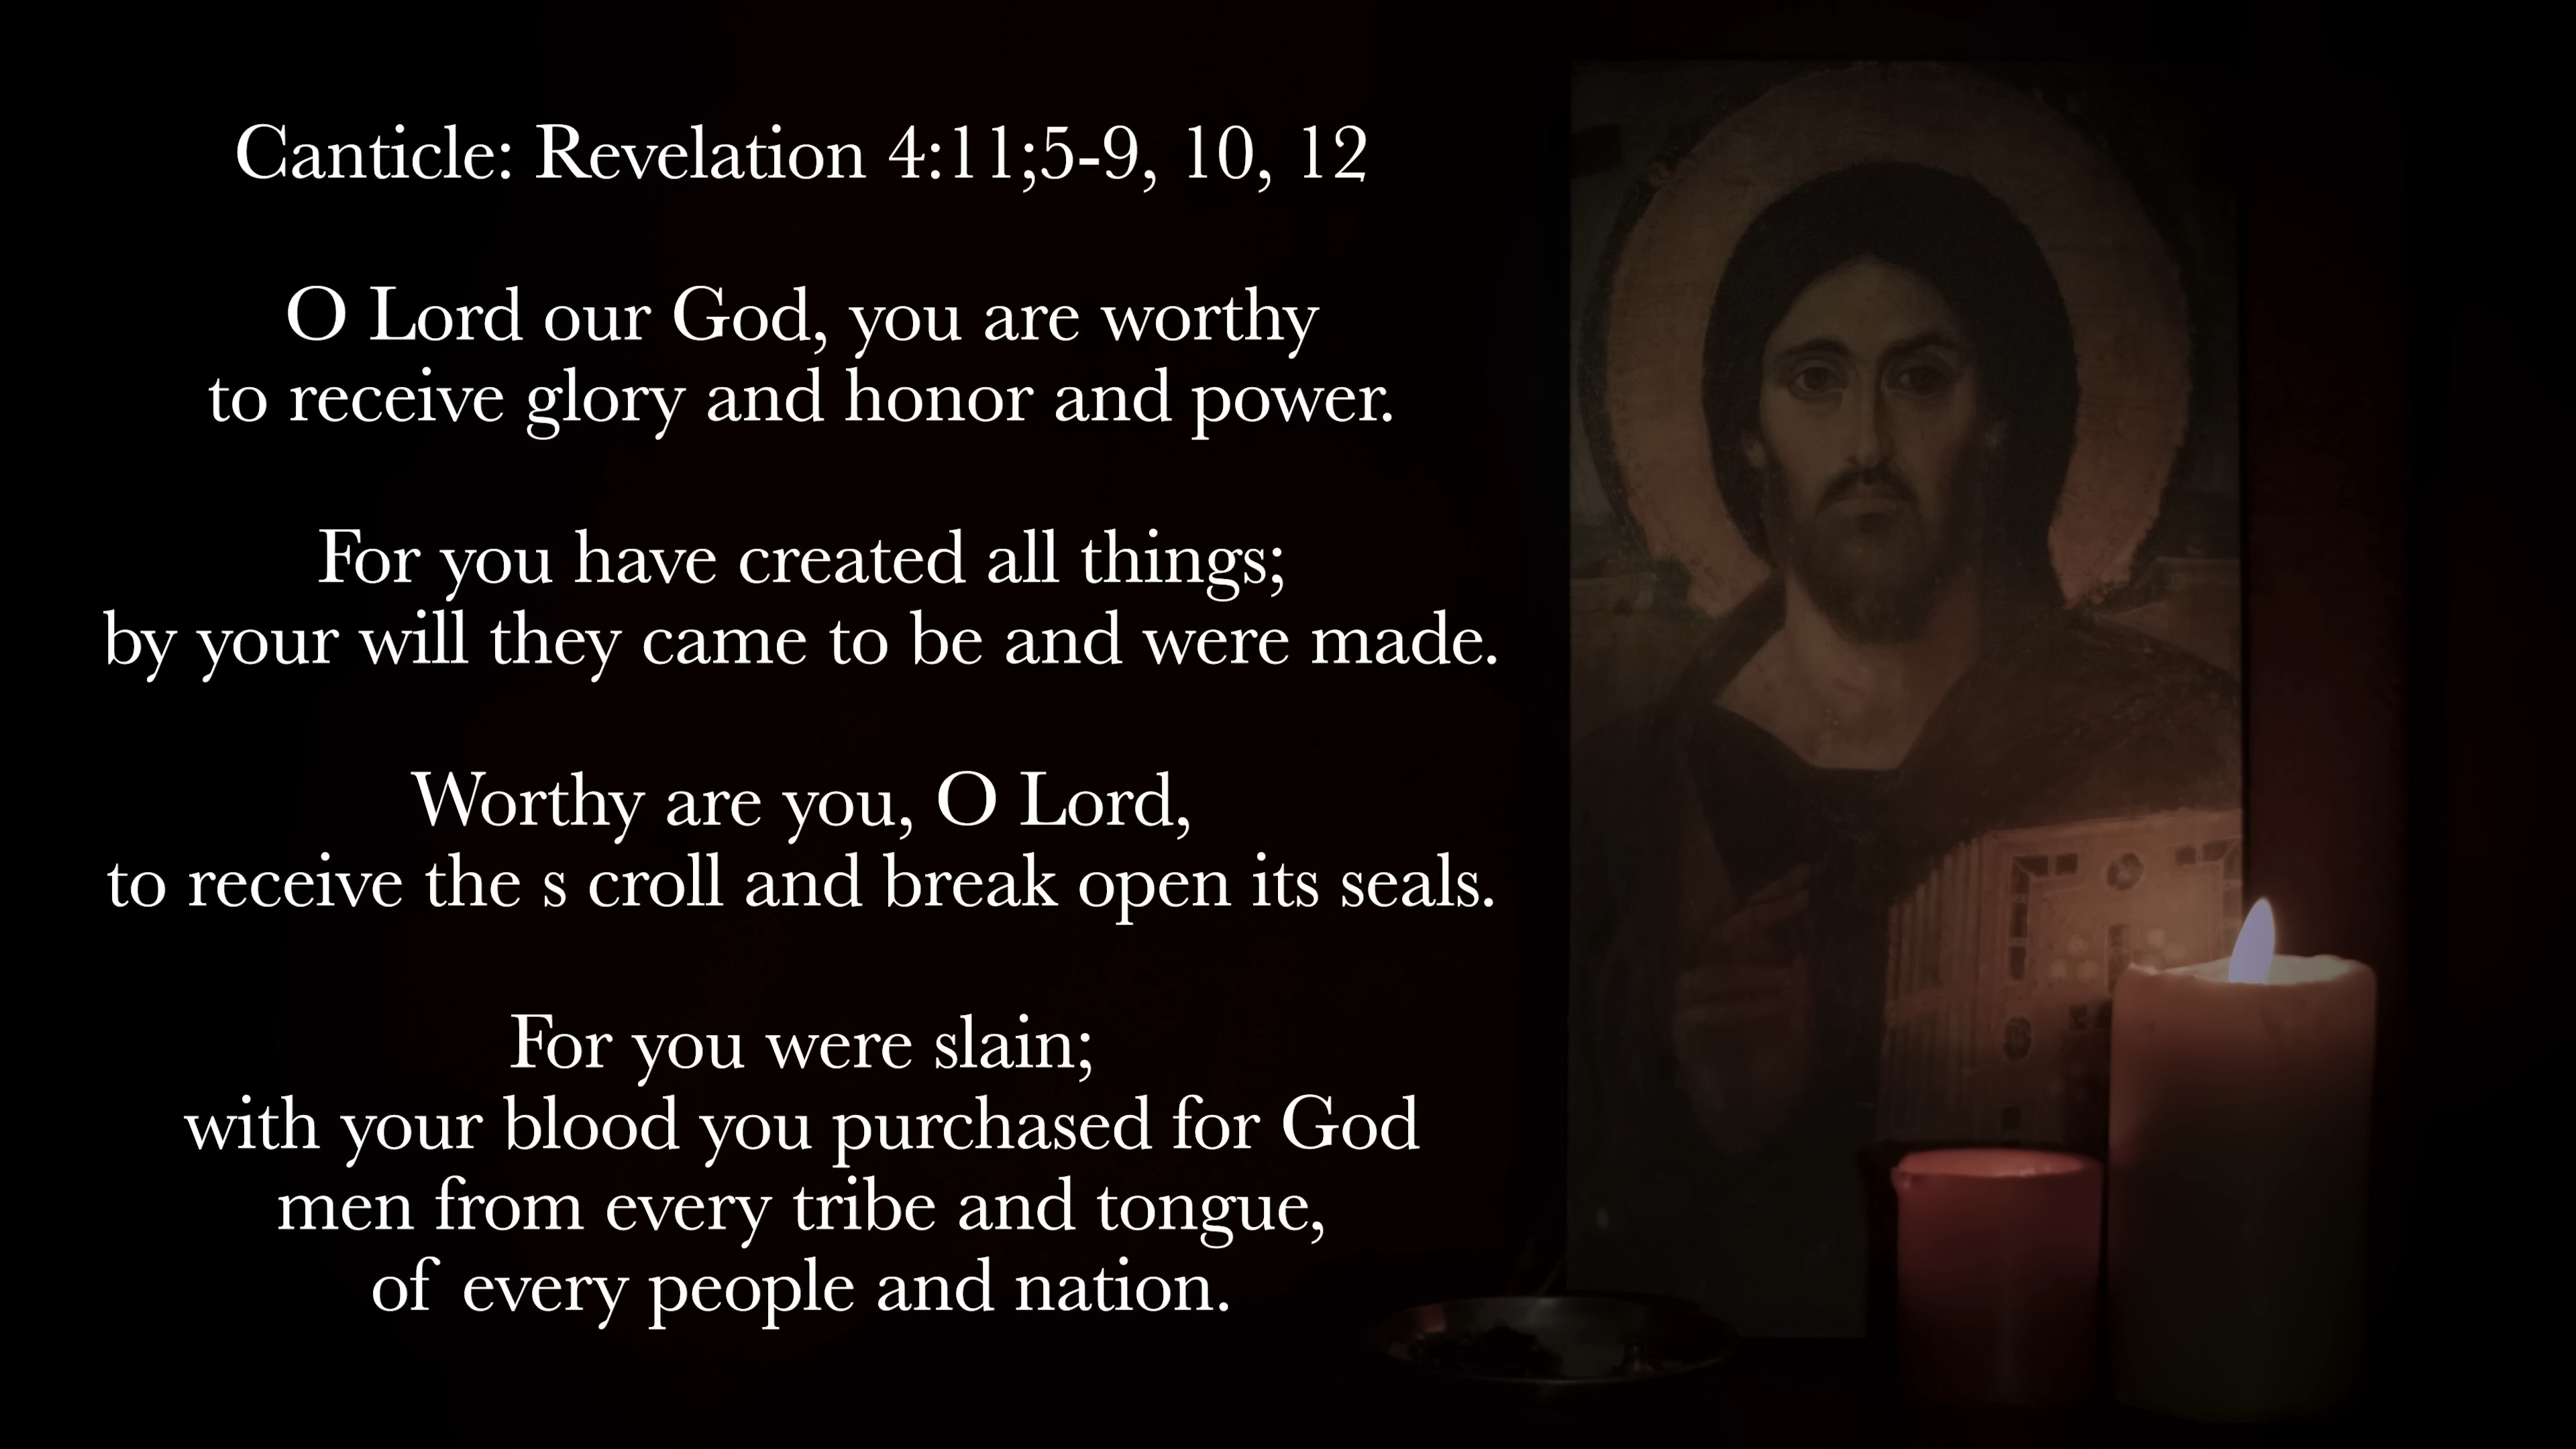 Canticle: Revelation 4:11;5-9, 10, 12
O Lord our God, you are worthy
to receive glory and honor and power.
For you have created all things;
by your will they came to be and were made.
Worthy are you, O Lord,
to receive the s croll and break open its seals.
For you were slain;
with your blood you purchased for God
men from every tribe and tongue,
of every people and nation.